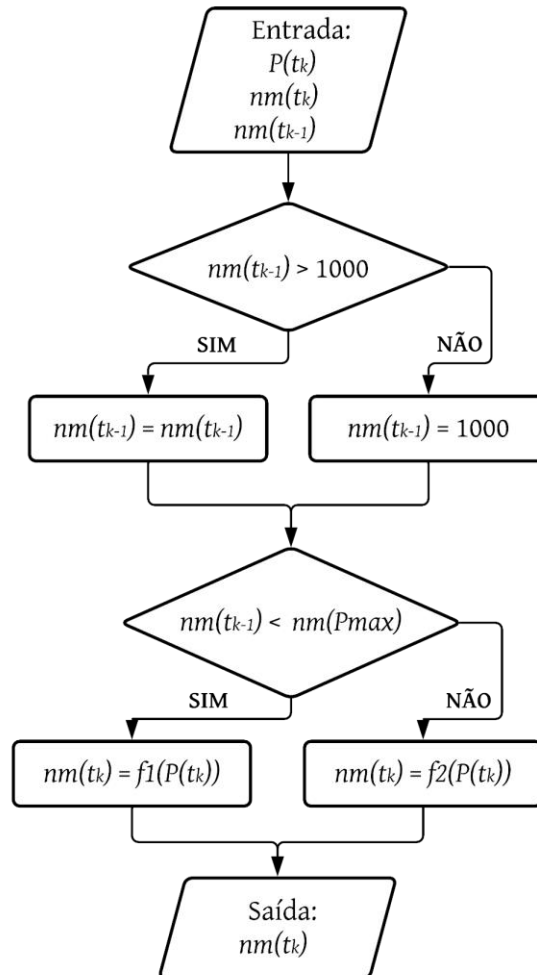 Entrada:
P(tk)
nm(tk)
nm(tk-1)
nm(tk-1) > 1000
SIM
NÃO
nm(tk-1) = nm(tk-1)
nm(tk-1) = 1000
nm(tk-1) < nm(Pmax)
SIM
NÃO
nm(tk) = f1(P(tk))
nm(tk) = f2(P(tk))
Saída:
nm(tk)